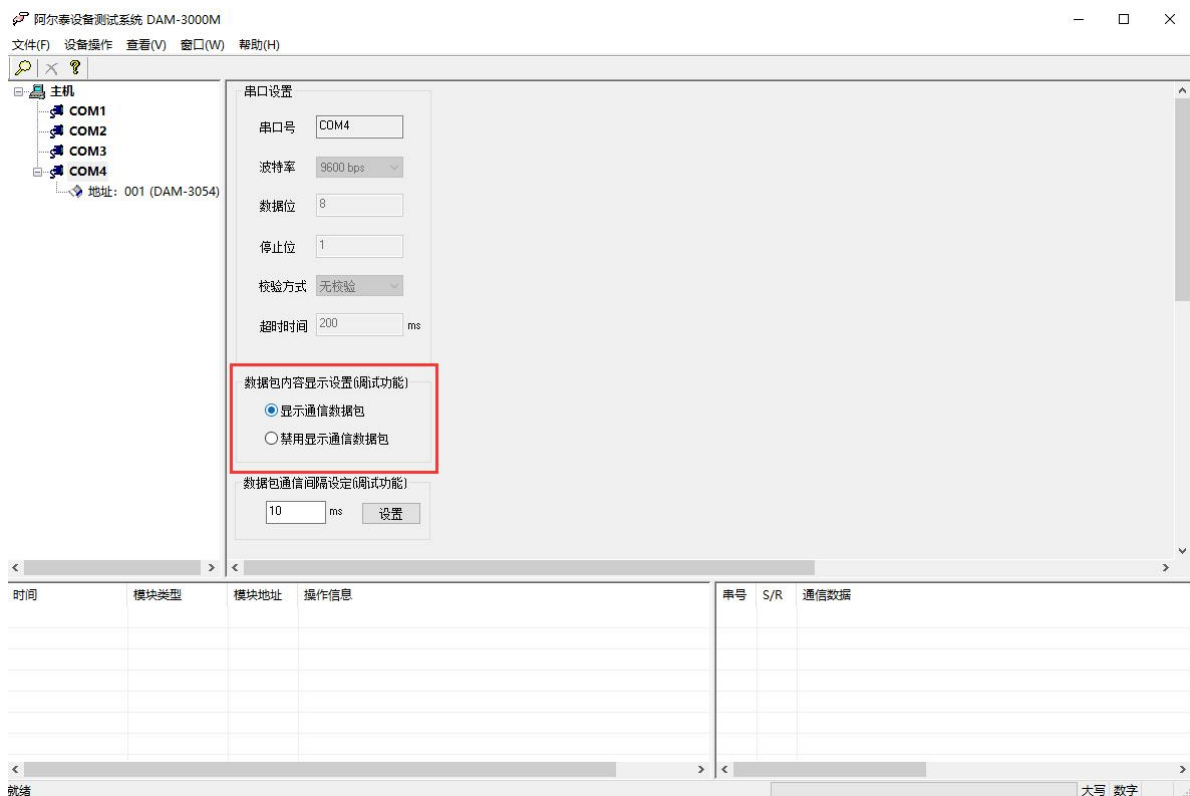 阿尔泰设备测试系统 DAM-3000M
文件(F) 设备操作 查看(V) 窗口(W) 帮助(H)
主机
COM1
COM2
COM3
COM4
地址：001 (DAM-3054)
串口设置
串口号 COM4
波特率 9600 bps
数据位 8
停止位 1
校验方式 无校验
超时时间 200 ms
数据包内容显示设置(调试功能)
显示通信数据包
禁用显示通信数据包
数据包通信间隔设定(调试功能)
10 ms 设置
时间 模块类型 模块地址 操作信息
串号 S/R 通信数据
就绪 大写 数字